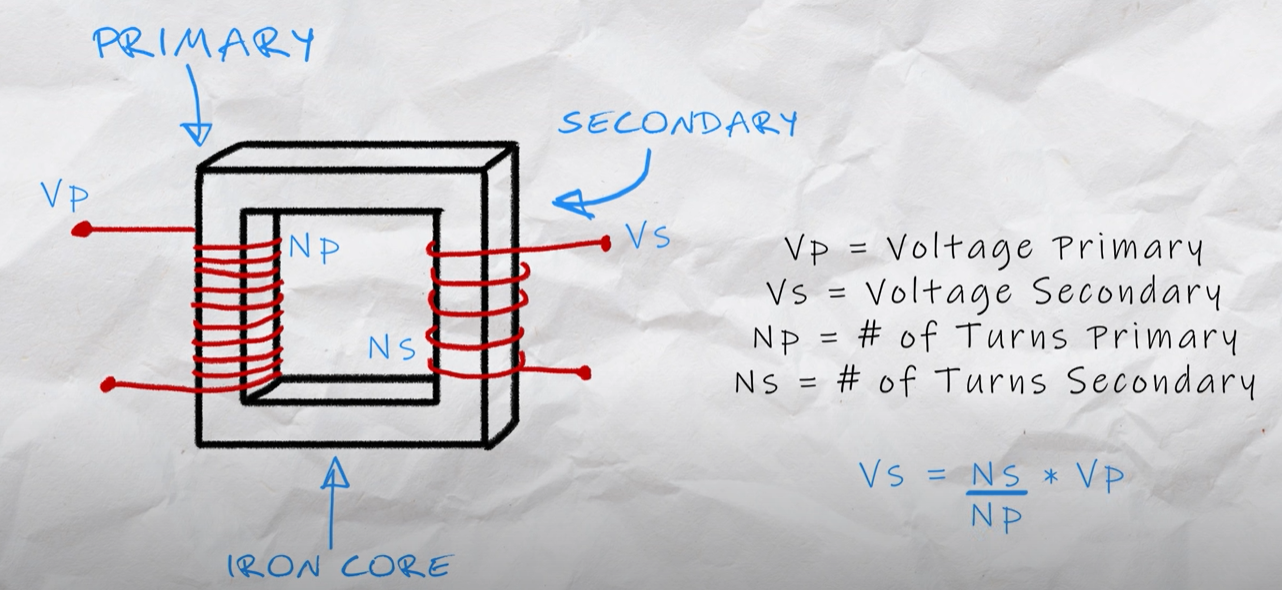 PRIMARY
SECONDARY
Vp
Np
Vs
Ns
IRON CORE
Vp = Voltage Primary
Vs = Voltage Secondary
Np = # of Turns Primary
Ns = # of Turns Secondary
Vs = Ns * Vp
Np